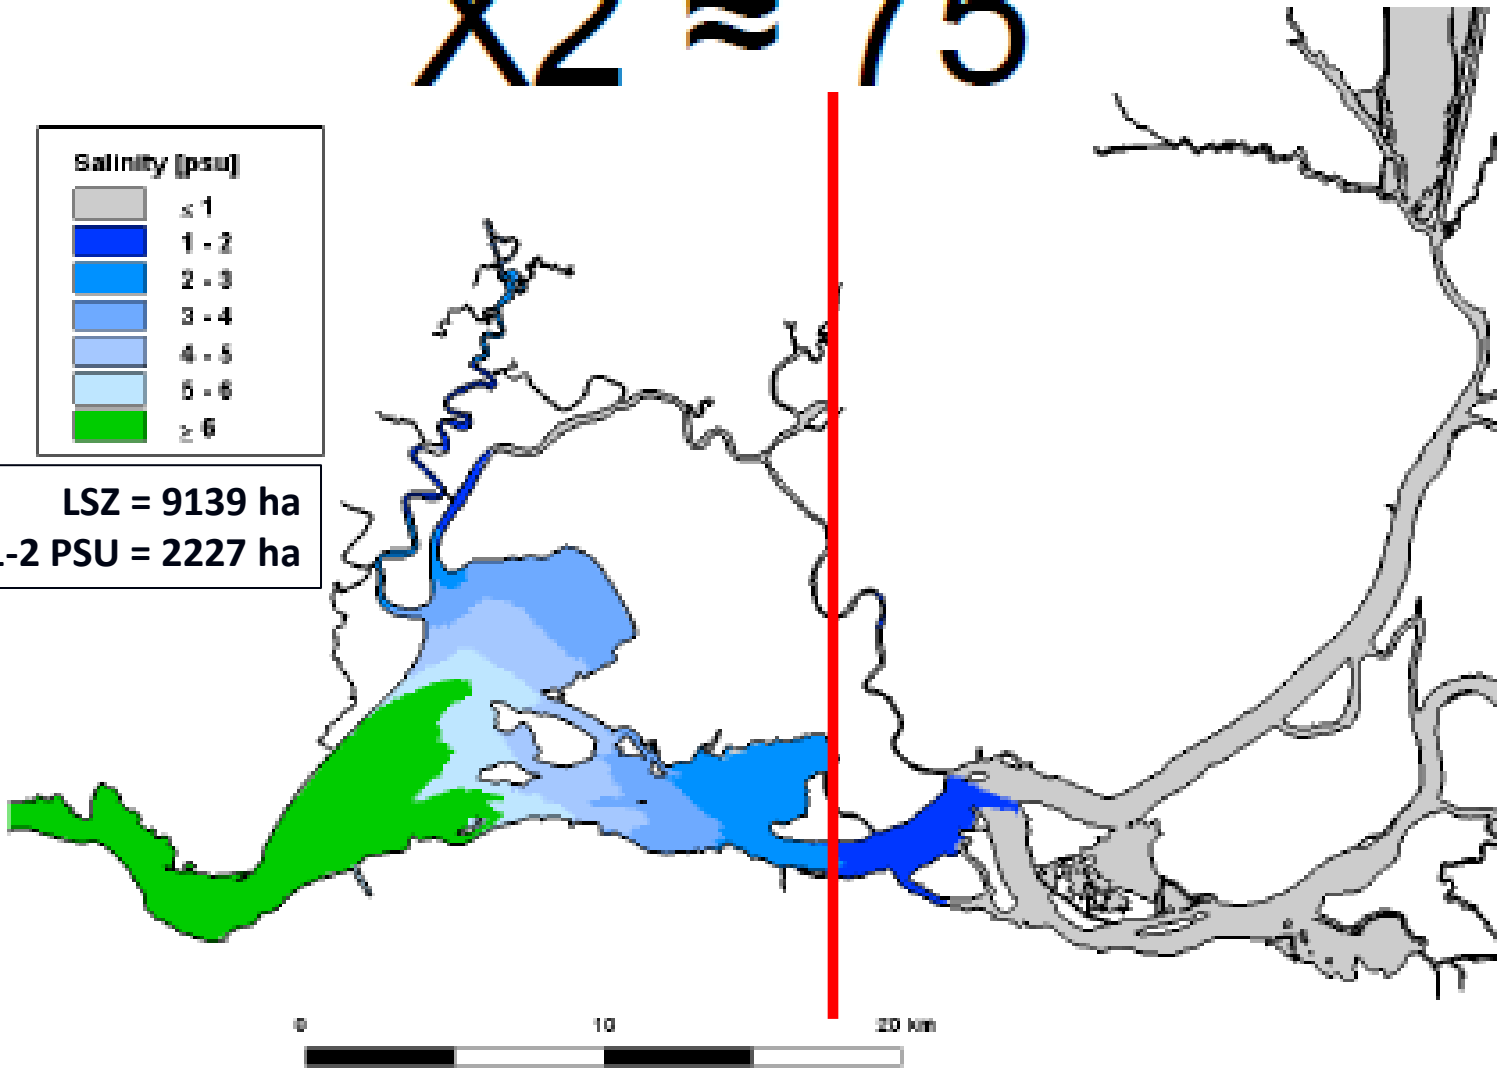 X2 ≈ 75
Salinity [psu]
≤ 1
1 - 2
2 - 3
3 - 4
4 - 5
5 - 6
≥ 6
LSZ = 9139 ha
-2 PSU = 2227 ha
0 10 20 km